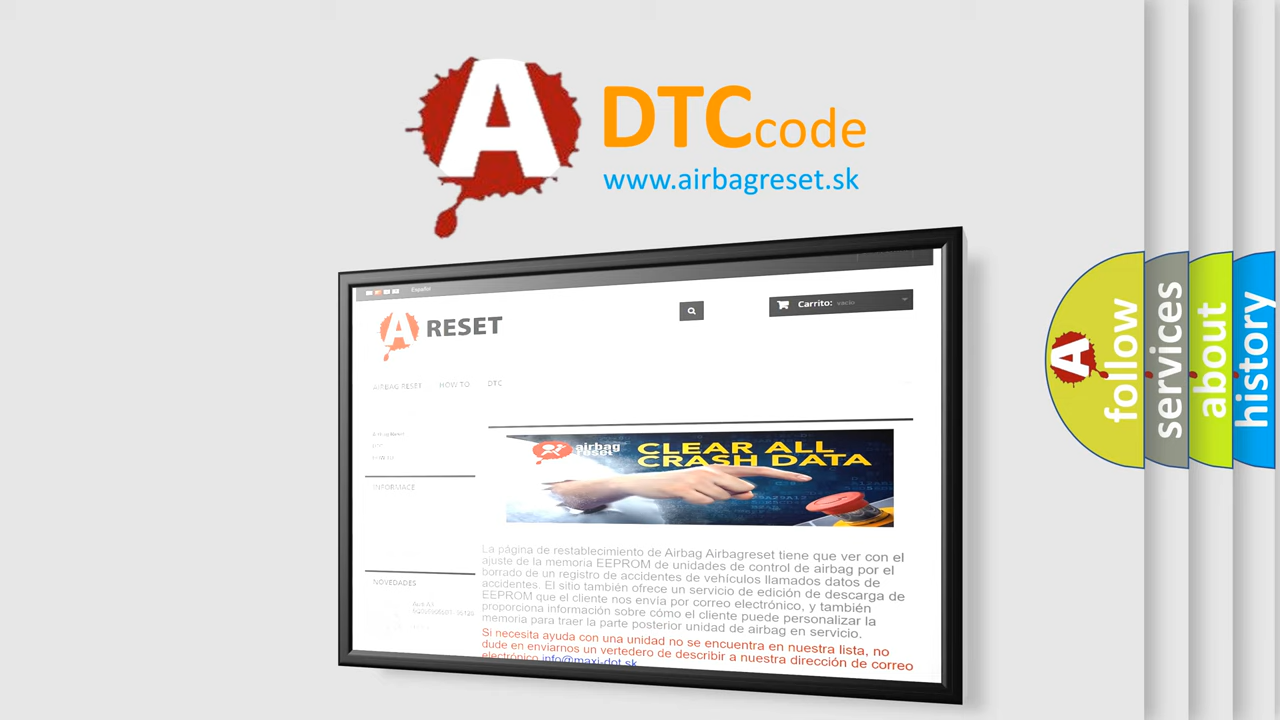 A DTCcode
www.airbagreset.sk
Español
A RESET
Carrito: vacío
AIRBAG RESET HOW TO DTC
INFORMACE
airbag
reset
CLEAR ALL
CRASH DATA
La página de restablecimiento de Airbag Airbagreset tiene que ver con el
ajuste de la memoria EEPROM de unidades de control de airbag por el
borrado de un registro de accidentes de vehículos llamados datos de
accidentes. El sitio también ofrece un servicio de edición de descarga de
EEPROM que el cliente nos envía por correo electrónico, y también
proporciona información sobre cómo el cliente puede personalizar la
memoria para traer la parte posterior unidad de airbag en servicio.
Si necesita ayuda con una unidad no se encuentra en nuestra lista, no
dude en enviarnos un vertedero de describir a nuestra dirección de correo
electrónico info@maxi-dot.sk
NOVEDADES
A
follow
services
about
history